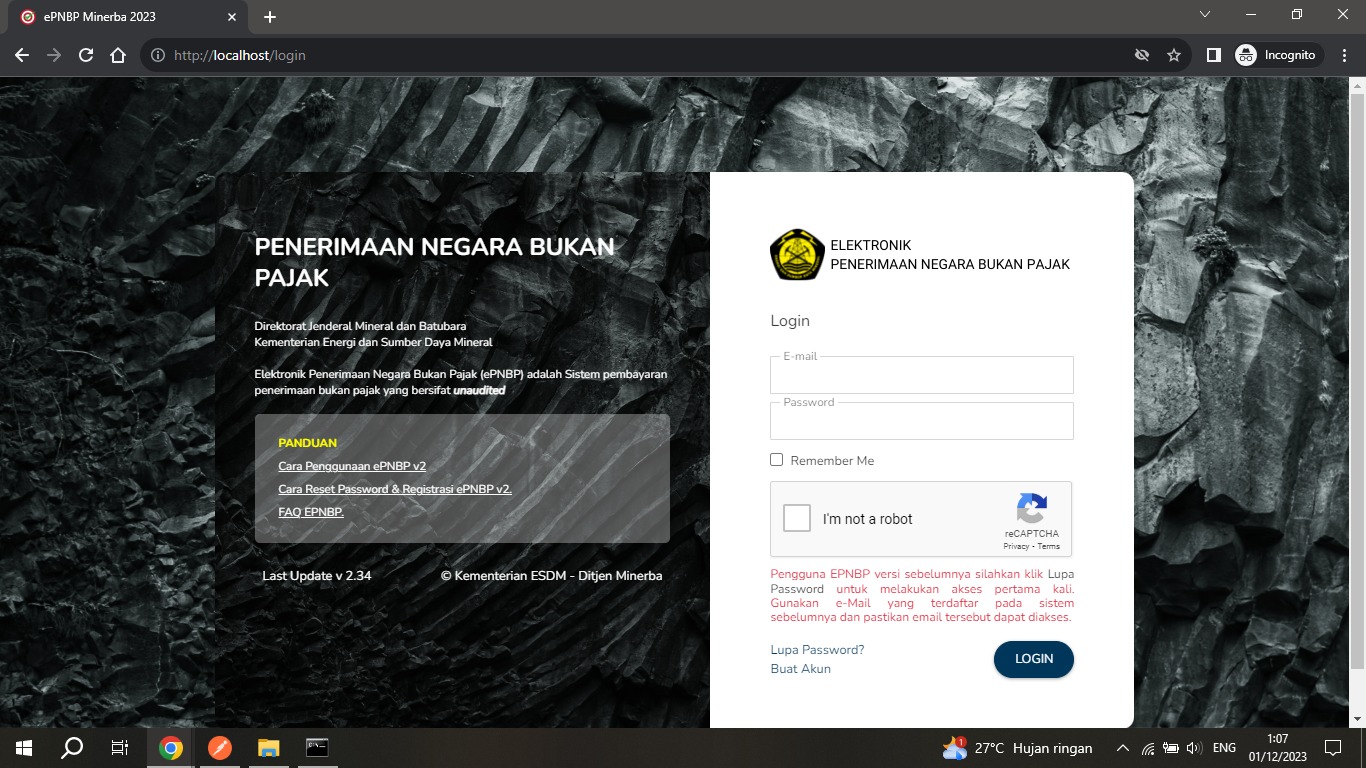 ePNBP Minerba 2023
http://localhost/login
Incognito
PENERIMAAN NEGARA BUKAN
PAJAK
Direktorat Jenderal Mineral dan Batubara
Kementerian Energi dan Sumber Daya Mineral
Elektronik Penerimaan Negara Bukan Pajak (ePNBP) adalah Sistem pembayaran
penerimaan bukan pajak yang bersifat unaudited
PANDUAN
Cara Penggunaan ePNBP v2
Cara Reset Password & Registrasi ePNBP v2.
FAQ EPNBP.
Last Update v 2.34
© Kementerian ESDM - Ditjen Minerba
ELEKTRONIK
PENERIMAAN NEGARA BUKAN PAJAK
Login
E-mail
Password
Remember Me
I'm not a robot
reCAPTCHA
Privacy - Terms
Pengguna EPNBP versi sebelumnya silahkan klik Lupa
Password untuk melakukan akses pertama kali.
Gunakan e-Mail yang terdaftar pada sistem
sebelumnya dan pastikan email tersebut dapat diakses.
Lupa Password?
Buat Akun
LOGIN
1
27°C Hujan ringan
ENG
1:07
01/12/2023